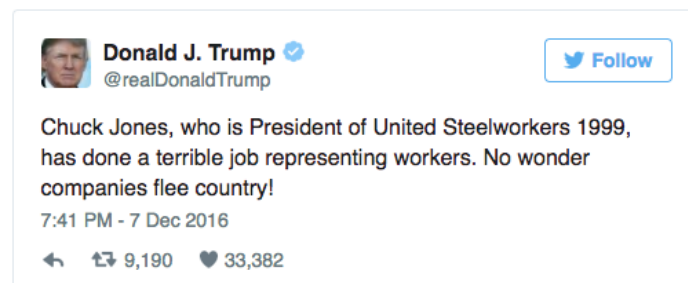 Donald J. Trump
@realDonaldTrump
Follow
Chuck Jones, who is President of United Steelworkers 1999,
has done a terrible job representing workers. No wonder
companies flee country!
7:41 PM - 7 Dec 2016
9,190 33,382